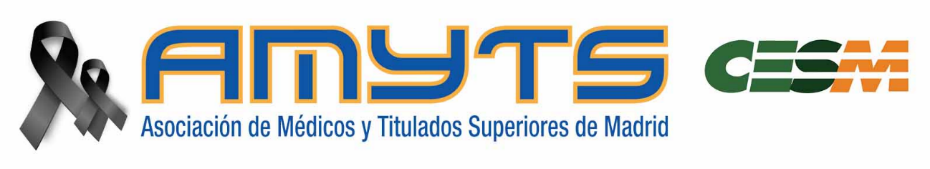 AMYTS
CESM
Asociación de Médicos y Titulados Superiores de Madrid